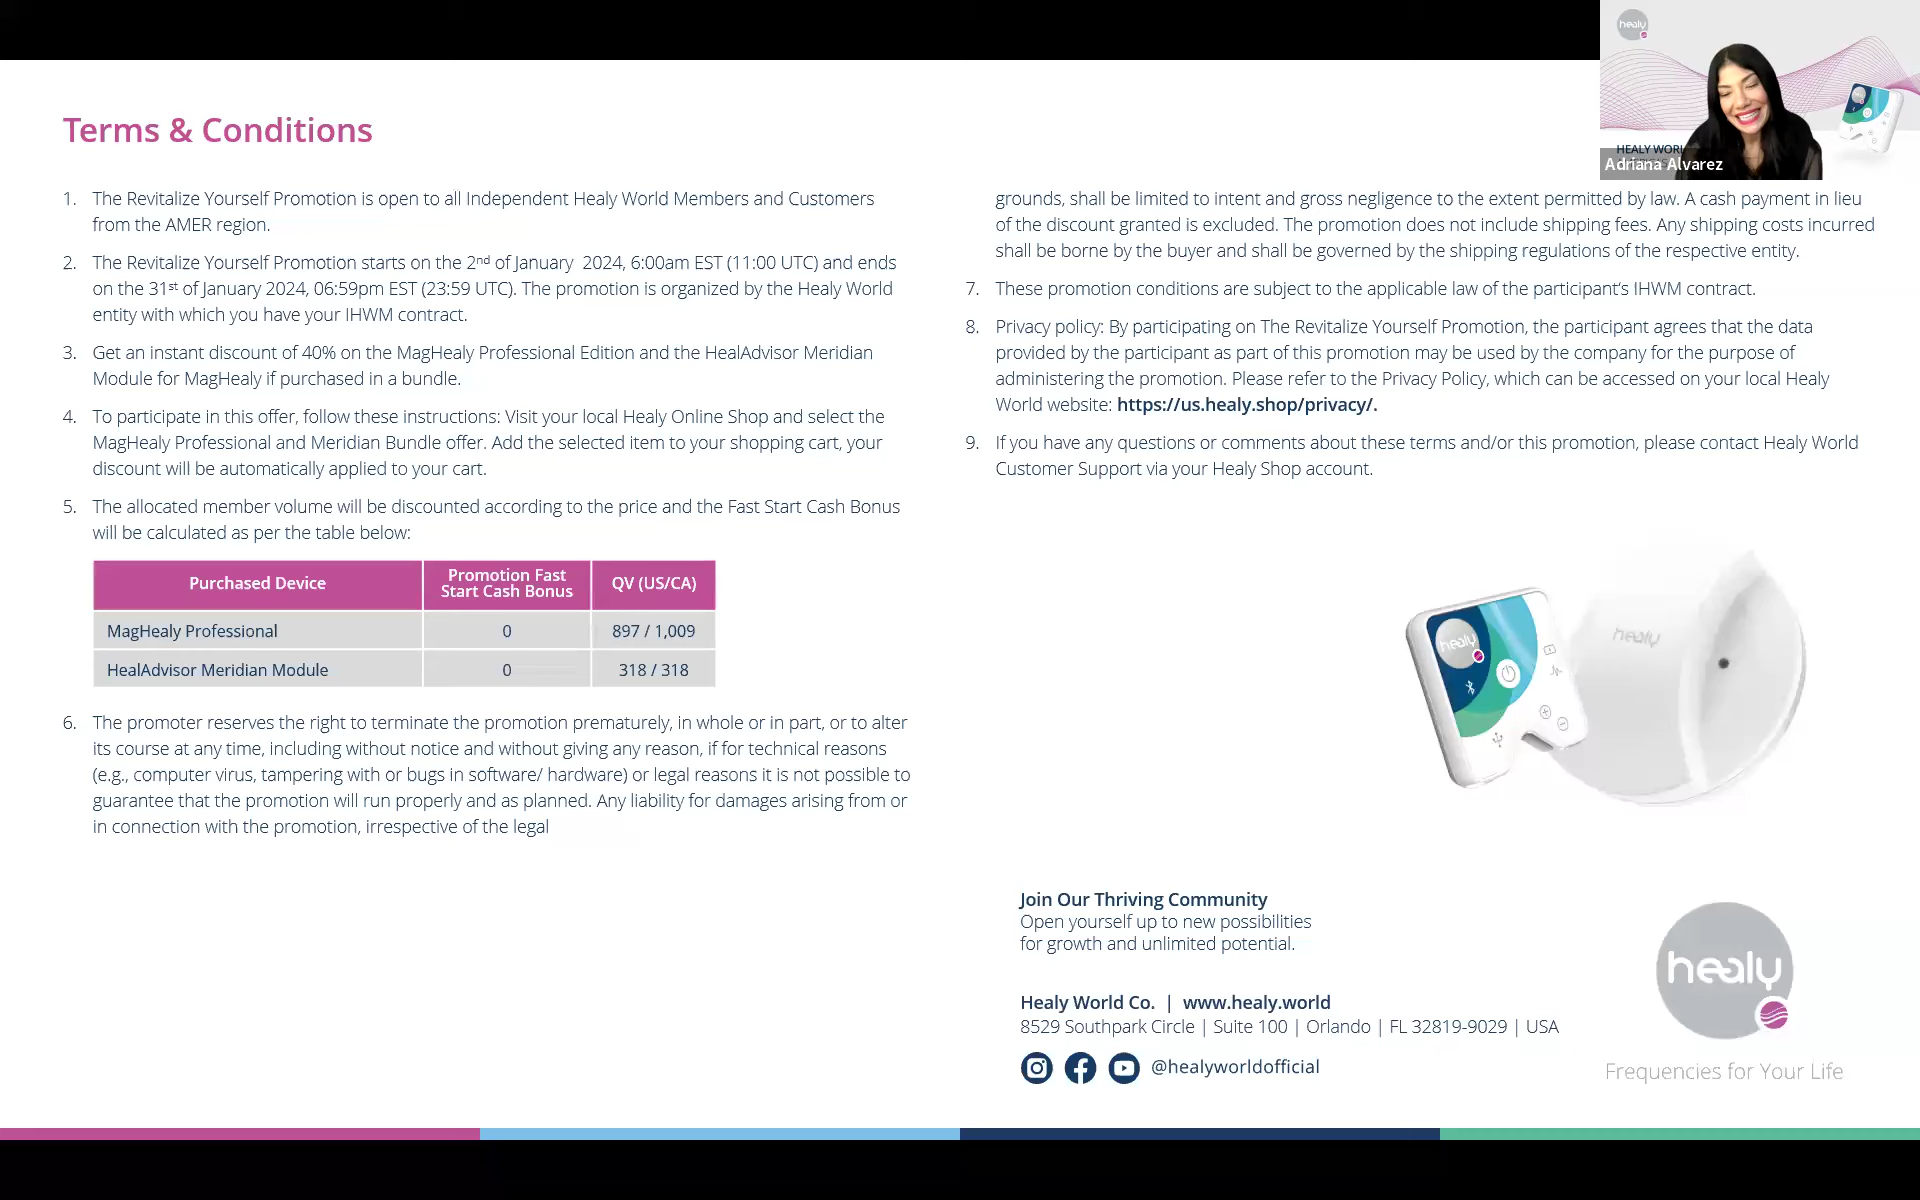 healy
HEALY WORL
Adriana Alvarez
Terms & Conditions
1. The Revitalize Yourself Promotion is open to all Independent Healy World Members and Customers
from the AMER region.
2. The Revitalize Yourself Promotion starts on the 2nd of January 2024, 6:00am EST (11:00 UTC) and ends
on the 31st of January 2024, 06:59pm EST (23:59 UTC). The promotion is organized by the Healy World
entity with which you have your IHWM contract.
3. Get an instant discount of 40% on the MagHealy Professional Edition and the HealAdvisor Meridian
Module for MagHealy if purchased in a bundle.
4. To participate in this offer, follow these instructions: Visit your local Healy Online Shop and select the
MagHealy Professional and Meridian Bundle offer. Add the selected item to your shopping cart, your
discount will be automatically applied to your cart.
5. The allocated member volume will be discounted according to the price and the Fast Start Cash Bonus
will be calculated as per the table below:
Purchased Device Promotion Fast Start Cash Bonus QV (US/CA)
MagHealy Professional 0 897 / 1,009
HealAdvisor Meridian Module 0 318 / 318
6. The promoter reserves the right to terminate the promotion prematurely, in whole or in part, or to alter
its course at any time, including without notice and without giving any reason, if for technical reasons
(e.g., computer virus, tampering with or bugs in software/ hardware) or legal reasons it is not possible to
guarantee that the promotion will run properly and as planned. Any liability for damages arising from or
in connection with the promotion, irrespective of the legal
grounds, shall be limited to intent and gross negligence to the extent permitted by law. A cash payment in lieu
of the discount granted is excluded. The promotion does not include shipping fees. Any shipping costs incurred
shall be borne by the buyer and shall be governed by the shipping regulations of the respective entity.
7. These promotion conditions are subject to the applicable law of the participant's IHWM contract.
8. Privacy policy: By participating on The Revitalize Yourself Promotion, the participant agrees that the data
provided by the participant as part of this promotion may be used by the company for the purpose of
administering the promotion. Please refer to the Privacy Policy, which can be accessed on your local Healy
World website: https://us.healy.shop/privacy/.
9. If you have any questions or comments about these terms and/or this promotion, please contact Healy World
Customer Support via your Healy Shop account.
healy
healy
Join Our Thriving Community
Open yourself up to new possibilities
for growth and unlimited potential.
Healy World Co. | www.healy.world
8529 Southpark Circle | Suite 100 | Orlando | FL 32819-9029 | USA
@healyworldofficial
healy
Frequencies for Your Life